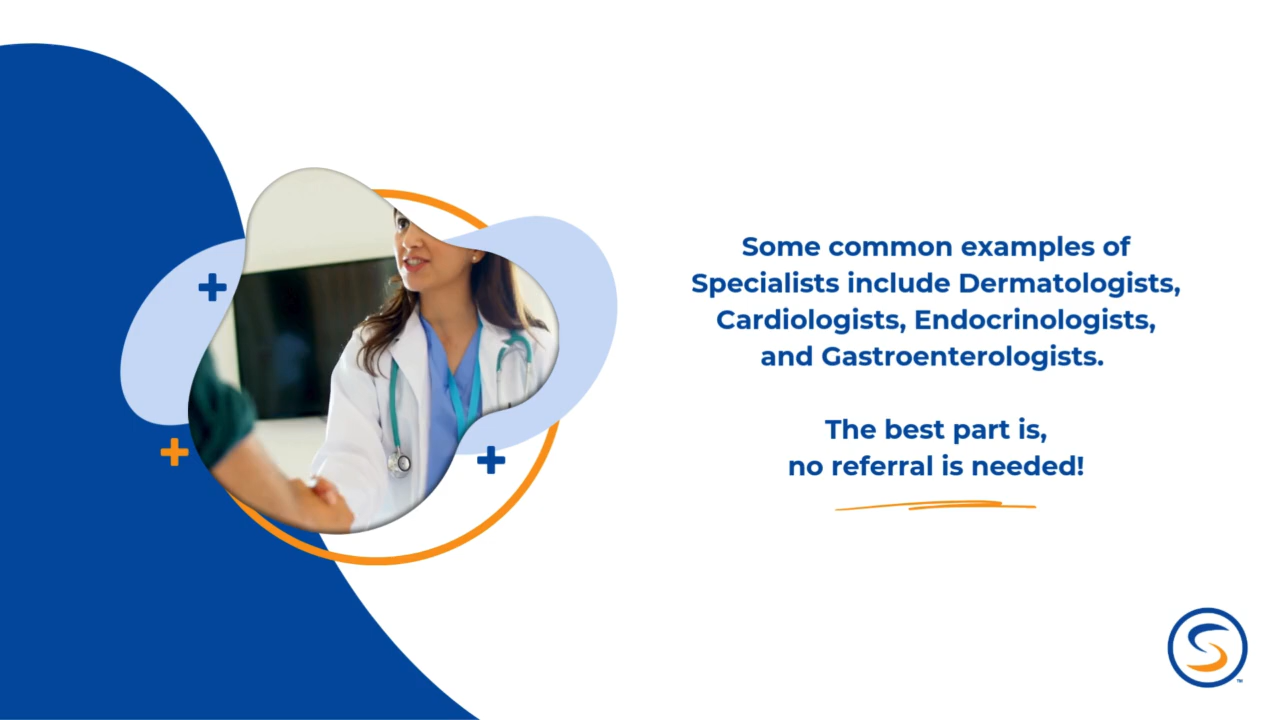 Some common examples of
Specialists include Dermatologists,
Cardiologists, Endocrinologists,
and Gastroenterologists.
The best part is,
no referral is needed!
S
TM